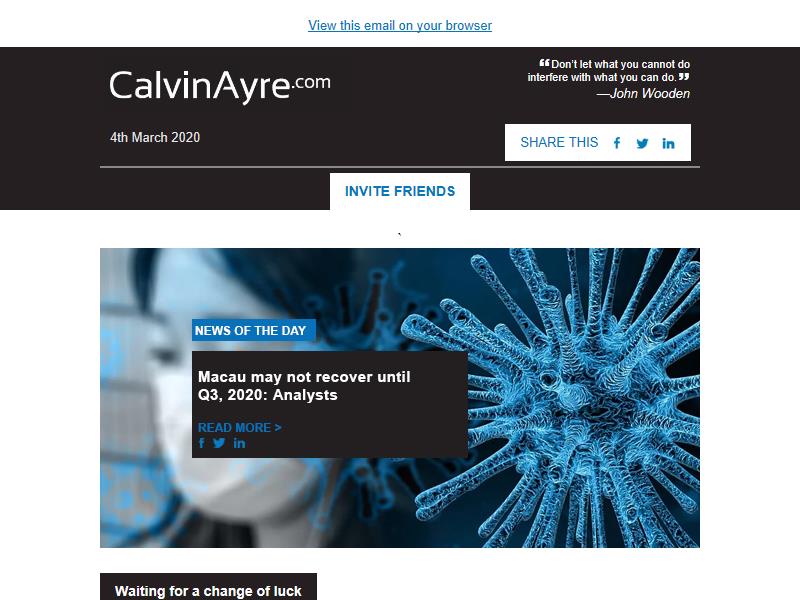 View this email on your browser
CalvinAyre.com
❝Don't let what you cannot do
interfere with what you can do.❞
—John Wooden
4th March 2020
SHARE THIS
INVITE FRIENDS
`
NEWS OF THE DAY
Macau may not recover until
Q3, 2020: Analysts
READ MORE >
Waiting for a change of luck